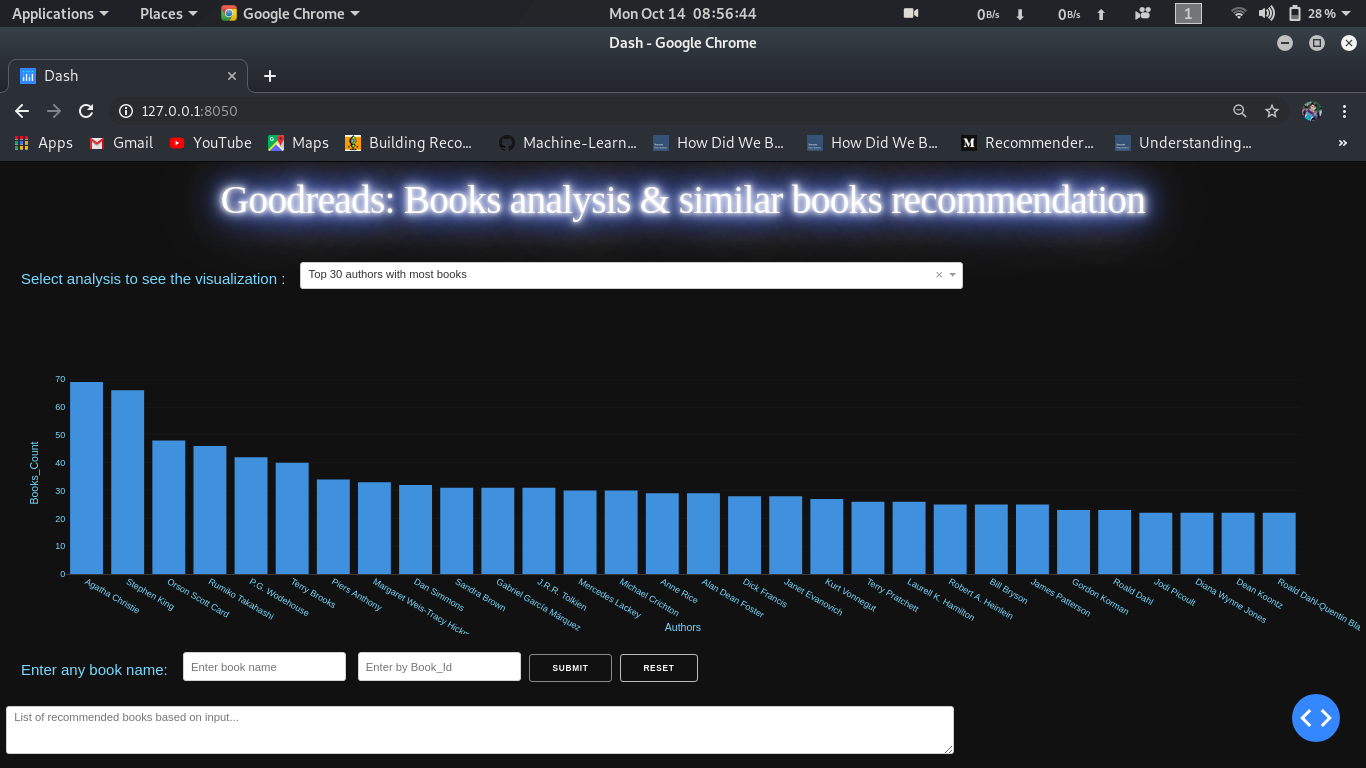 Applications Places Google Chrome Mon Oct 14 08:56:44 0B/s 0B/s 1 28 %
Dash - Google Chrome
Dash
127.0.0.1:8050
Apps Gmail YouTube Maps Building Reco... Machine-Learn... How Did We B... How Did We B... M Recommender... Understanding... »
Goodreads: Books analysis & similar books recommendation
Select analysis to see the visualization : Top 30 authors with most books ×
70
60
50
40
30
20
10
0
Books_Count
Agatha Christie
Stephen King
Orson Scott Card
Rumiko Takahashi
P.G. Wodehouse
Terry Brooks
Piers Anthony
Margaret Weis-Tracy Hickm
Dan Simmons
Sandra Brown
Gabriel García Márquez
J.R.R. Tolkien
Mercedes Lackey
Michael Crichton
Anne Rice
Alan Dean Foster
Dick Francis
Janet Evanovich
Kurt Vonnegut
Terry Pratchett
Laurell K. Hamilton
Robert A. Heinlein
Bill Bryson
James Patterson
Gordon Korman
Roald Dahl
Jodi Picoult
Diana Wynne Jones
Dean Koontz
Roald Dahl-Quentin Bla
Authors
Enter any book name: Enter book name Enter by Book_Id SUBMIT RESET
List of recommended books based on input...